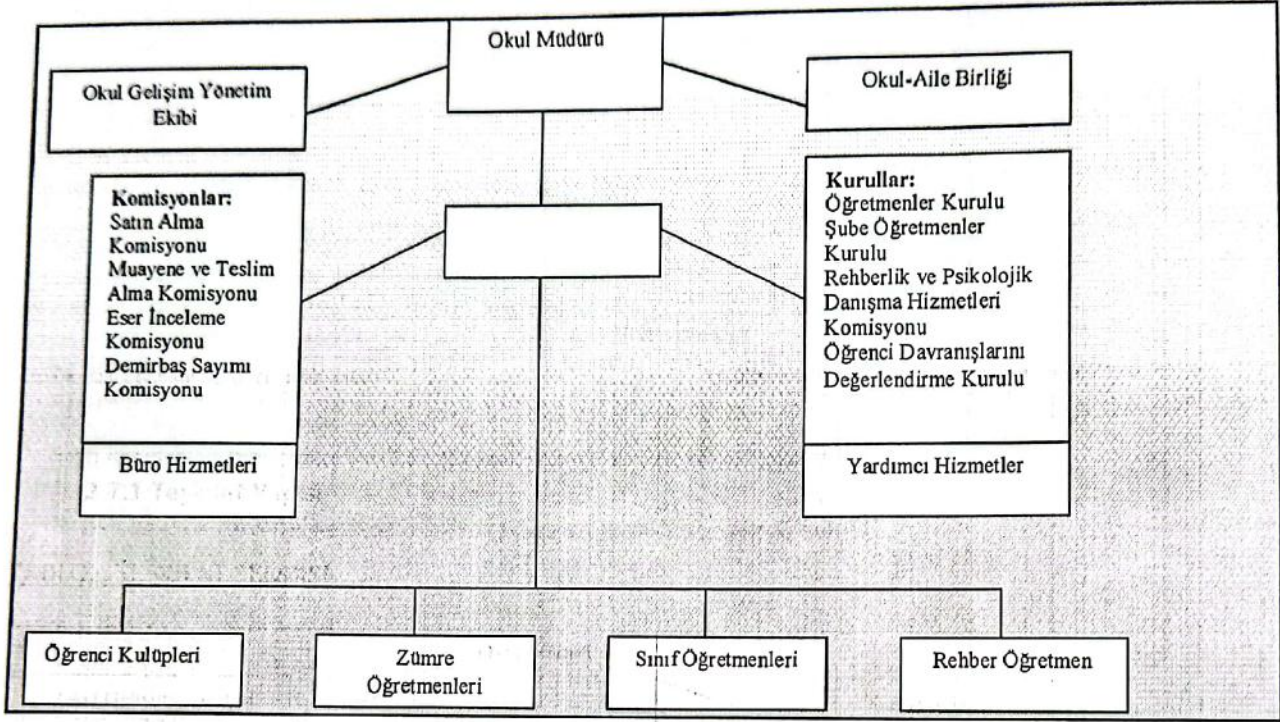 Okul Müdürü
Okul Gelişim Yönetim
Ekibi
Okul-Aile Birliği
Komisyonlar:
Satın Alma
Komisyonu
Muayene ve Teslim
Alma Komisyonu
Eser İnceleme
Komisyonu
Demirbaş Sayımı
Komisyonu
Büro Hizmetleri
Kurullar:
Öğretmenler Kurulu
Şube Öğretmenler
Kurulu
Rehberlik ve Psikolojik
Danışma Hizmetleri
Komisyonu
Öğrenci Davranışlarını
Değerlendirme Kurulu
Yardımcı Hizmetler
Öğrenci Kulüpleri
Zümre
Öğretmenleri
Sınıf Öğretmenleri
Rehber Öğretmen